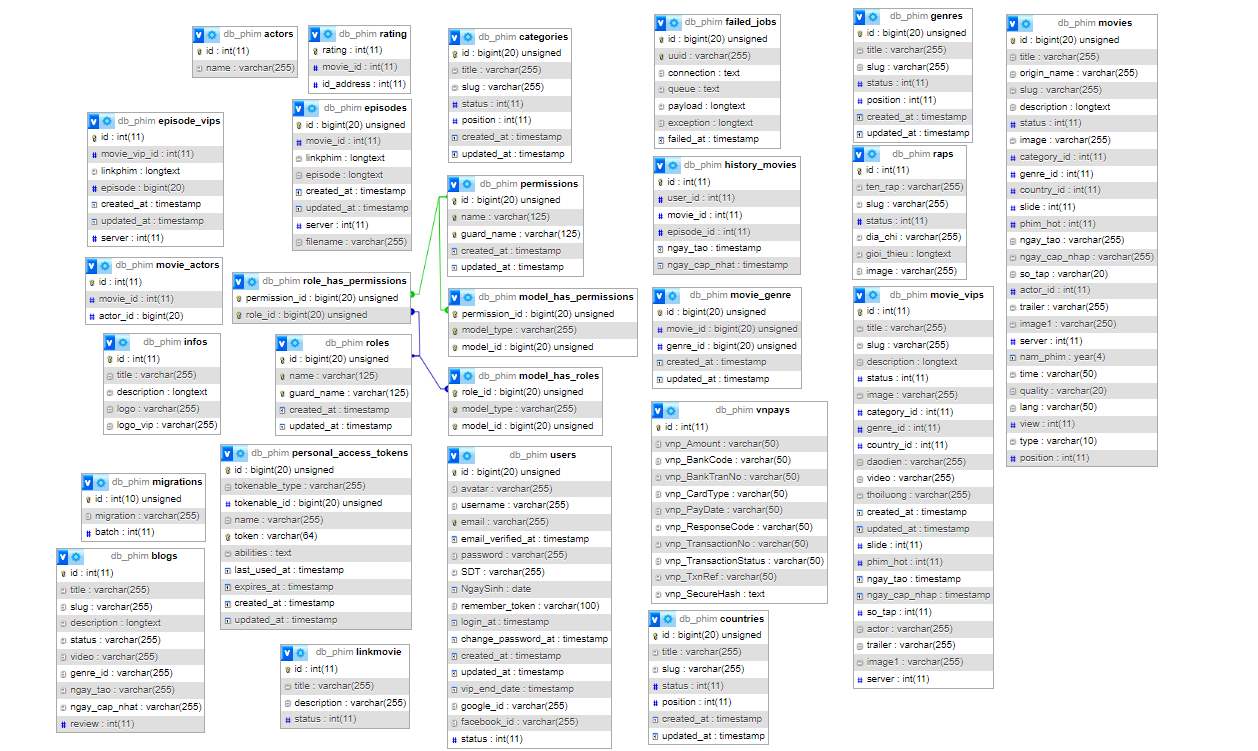 db_phim actors
id : int(11)
name : varchar(255)
db_phim rating
rating : int(11)
movie_id : int(11)
id_address : int(11)
db_phim episode_vips
id : int(11)
movie_vip_id : int(11)
linkphim : longtext
episode : bigint(20)
created_at : timestamp
updated_at : timestamp
server : int(11)
db_phim episodes
id : bigint(20) unsigned
movie_id : int(11)
linkphim : longtext
episode : longtext
created_at : timestamp
updated_at : timestamp
server : int(11)
filename : varchar(255)
db_phim movie_actors
id : int(11)
movie_id : int(11)
actor_id : bigint(20)
db_phim role_has_permissions
permission_id : bigint(20) unsigned
role_id : bigint(20) unsigned
db_phim infos
id : int(11)
title : varchar(255)
description : longtext
logo : varchar(255)
logo_vip : varchar(255)
db_phim roles
id : bigint(20) unsigned
name : varchar(125)
guard_name : varchar(125)
created_at : timestamp
updated_at : timestamp
db_phim migrations
id : int(10) unsigned
migration : varchar(255)
batch : int(11)
db_phim personal_access_tokens
id : bigint(20) unsigned
tokenable_type : varchar(255)
tokenable_id : bigint(20) unsigned
name : varchar(255)
token : varchar(64)
abilities : text
last_used_at : timestamp
expires_at : timestamp
created_at : timestamp
updated_at : timestamp
db_phim blogs
id : int(11)
title : varchar(255)
slug : varchar(255)
description : longtext
status : varchar(255)
video : varchar(255)
genre_id : varchar(255)
ngay_tao : varchar(255)
ngay_cap_nhat : varchar(255)
review : int(11)
db_phim linkmovie
id : int(11)
title : varchar(255)
description : varchar(255)
status : int(11)
db_phim categories
id : bigint(20) unsigned
title : varchar(255)
slug : varchar(255)
status : int(11)
position : int(11)
created_at : timestamp
updated_at : timestamp
db_phim permissions
id : bigint(20) unsigned
name : varchar(125)
guard_name : varchar(125)
created_at : timestamp
updated_at : timestamp
db_phim model_has_permissions
permission_id : bigint(20) unsigned
model_type : varchar(255)
model_id : bigint(20) unsigned
db_phim model_has_roles
role_id : bigint(20) unsigned
model_type : varchar(255)
model_id : bigint(20) unsigned
db_phim users
id : bigint(20) unsigned
avatar : varchar(255)
username : varchar(255)
email : varchar(255)
email_verified_at : timestamp
password : varchar(255)
SDT : varchar(255)
NgaySinh : date
remember_token : varchar(100)
login_at : timestamp
change_password_at : timestamp
created_at : timestamp
updated_at : timestamp
vip_end_date : timestamp
google_id : varchar(255)
facebook_id : varchar(255)
status : int(11)
db_phim failed_jobs
id : bigint(20) unsigned
uuid : varchar(255)
connection : text
queue : text
payload : longtext
exception : longtext
failed_at : timestamp
db_phim history_movies
id : int(11)
user_id : int(11)
movie_id : int(11)
episode_id : int(11)
ngay_tao : timestamp
ngay_cap_nhat : timestamp
db_phim movie_genre
id : bigint(20) unsigned
movie_id : bigint(20) unsigned
genre_id : bigint(20) unsigned
created_at : timestamp
updated_at : timestamp
db_phim vnpays
id : int(11)
vnp_Amount : varchar(50)
vnp_BankCode : varchar(50)
vnp_BankTranNo : varchar(50)
vnp_CardType : varchar(50)
vnp_PayDate : varchar(50)
vnp_ResponseCode : varchar(50)
vnp_TransactionNo : varchar(50)
vnp_TransactionStatus : varchar(50)
vnp_TxnRef : varchar(50)
vnp_SecureHash : text
db_phim countries
id : bigint(20) unsigned
title : varchar(255)
slug : varchar(255)
status : int(11)
position : int(11)
created_at : timestamp
updated_at : timestamp
db_phim genres
id : bigint(20) unsigned
title : varchar(255)
slug : varchar(255)
status : int(11)
position : int(11)
created_at : timestamp
updated_at : timestamp
db_phim raps
id : int(11)
ten_rap : varchar(255)
slug : varchar(255)
status : int(11)
dia_chi : varchar(255)
gioi_thieu : longtext
image : varchar(255)
db_phim movie_vips
id : int(11)
title : varchar(255)
slug : varchar(255)
description : longtext
status : int(11)
image : varchar(255)
category_id : int(11)
genre_id : int(11)
country_id : int(11)
daodien : varchar(255)
video : varchar(255)
thoiluong : varchar(255)
created_at : timestamp
updated_at : timestamp
slide : int(11)
phim_hot : int(11)
ngay_tao : timestamp
ngay_cap_nhap : timestamp
so_tap : int(11)
actor : varchar(255)
trailer : varchar(255)
image1 : varchar(255)
server : int(11)
db_phim movies
id : bigint(20) unsigned
title : varchar(255)
origin_name : varchar(255)
slug : varchar(255)
description : longtext
status : int(11)
image : varchar(255)
category_id : int(11)
genre_id : int(11)
country_id : int(11)
slide : int(11)
phim_hot : int(11)
ngay_tao : varchar(255)
ngay_cap_nhap : varchar(255)
so_tap : varchar(20)
actor_id : int(11)
trailer : varchar(255)
image1 : varchar(250)
server : int(11)
nam_phim : year(4)
time : varchar(50)
quality : varchar(20)
lang : varchar(50)
view : int(11)
type : varchar(10)
position : int(11)